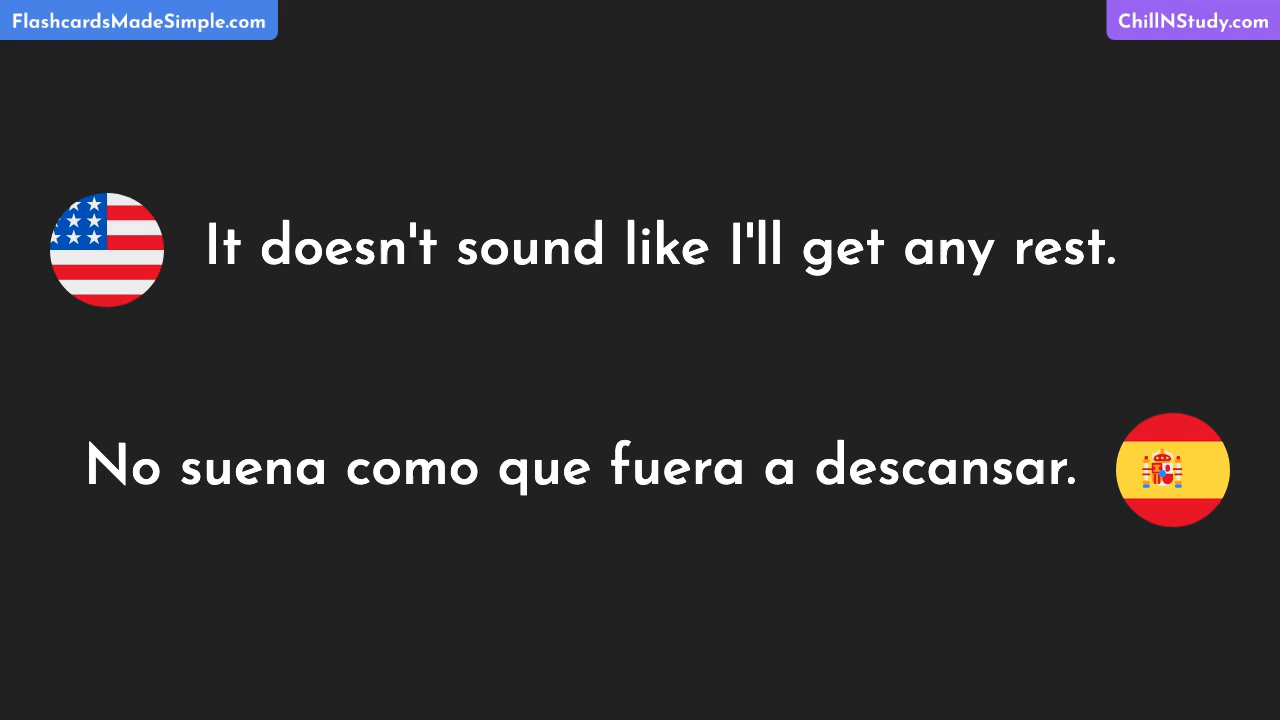 FlashcardsMadeSimple.com
ChillNStudy.com
It doesn't sound like I'll get any rest.
No suena como que fuera a descansar.